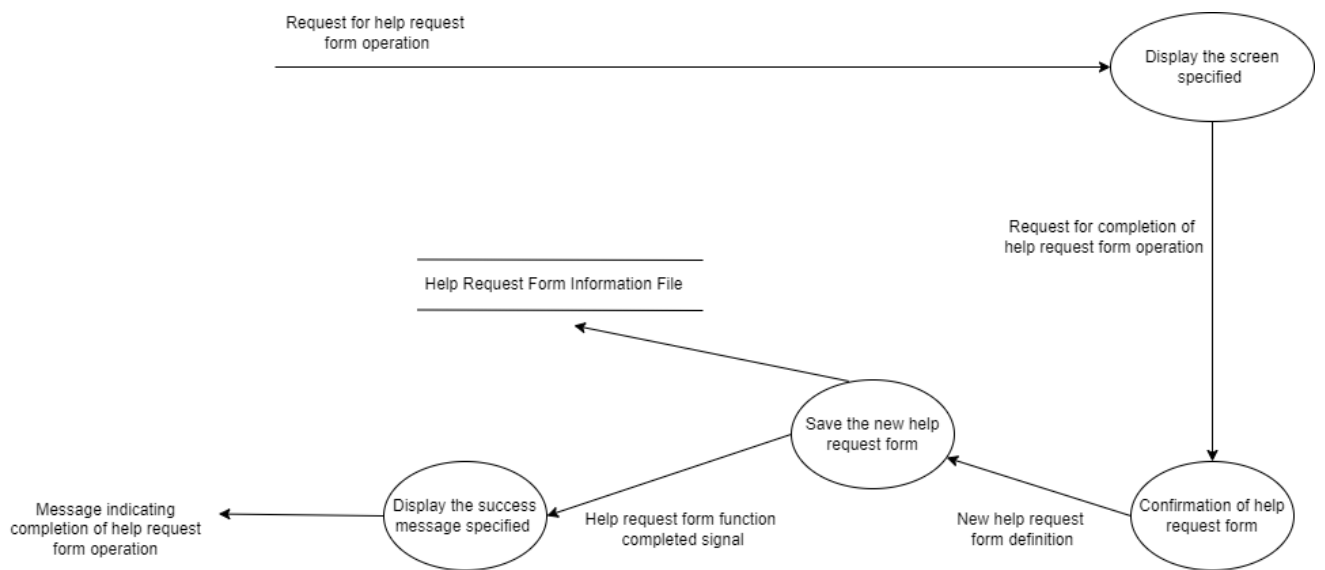 Request for help request
form operation
Display the screen
specified
Request for completion of
help request form operation
Help Request Form Information File
Save the new help
request form
Display the success
message specified
Confirmation of help
request form
Message indicating
completion of help request
form operation
Help request form function
completed signal
New help request
form definition